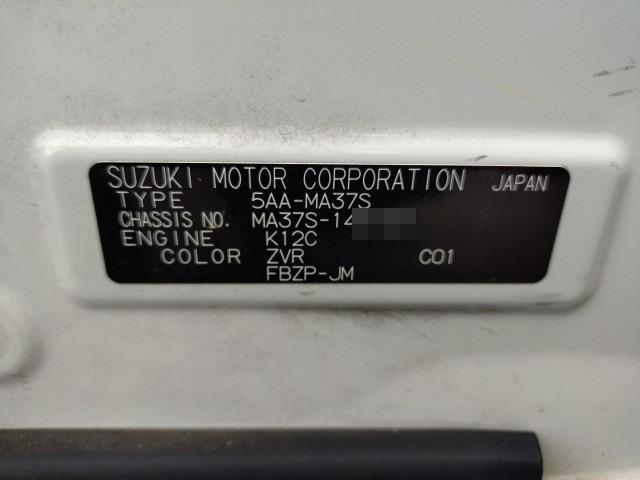 SUZUKI MOTOR CORPORATION JAPAN
TYPE 5AA-MA37S
CHASSIS NO. MA37S-14
ENGINE K12C
COLOR ZVR C01
FBZP-JM